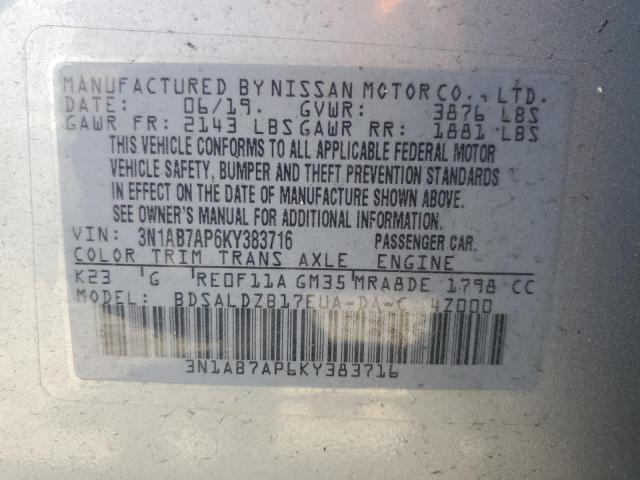 MANUFACTURED BY NISSAN MOTOR CO., LTD.
DATE: 06/19. GVWR: 3876 LBS
GAWR FR: 2143 LBS GAWR RR: 1881 LBS
THIS VEHICLE CONFORMS TO ALL APPLICABLE FEDERAL MOTOR
VEHICLE SAFETY, BUMPER AND THEFT PREVENTION STANDARDS
IN EFFECT ON THE DATE OF MANUFACTURE SHOWN ABOVE.
SEE OWNER'S MANUAL FOR ADDITIONAL INFORMATION.
VIN: 3N1AB7AP6KY383716 PASSENGER CAR.
COLOR TRIM TRANS AXLE ENGINE
K23 G RE0F11A GM35 MRA8DE 1798 CC
MODEL: BDSALDZB17EUA-DA-C 4Z000
3N1AB7AP6KY383716